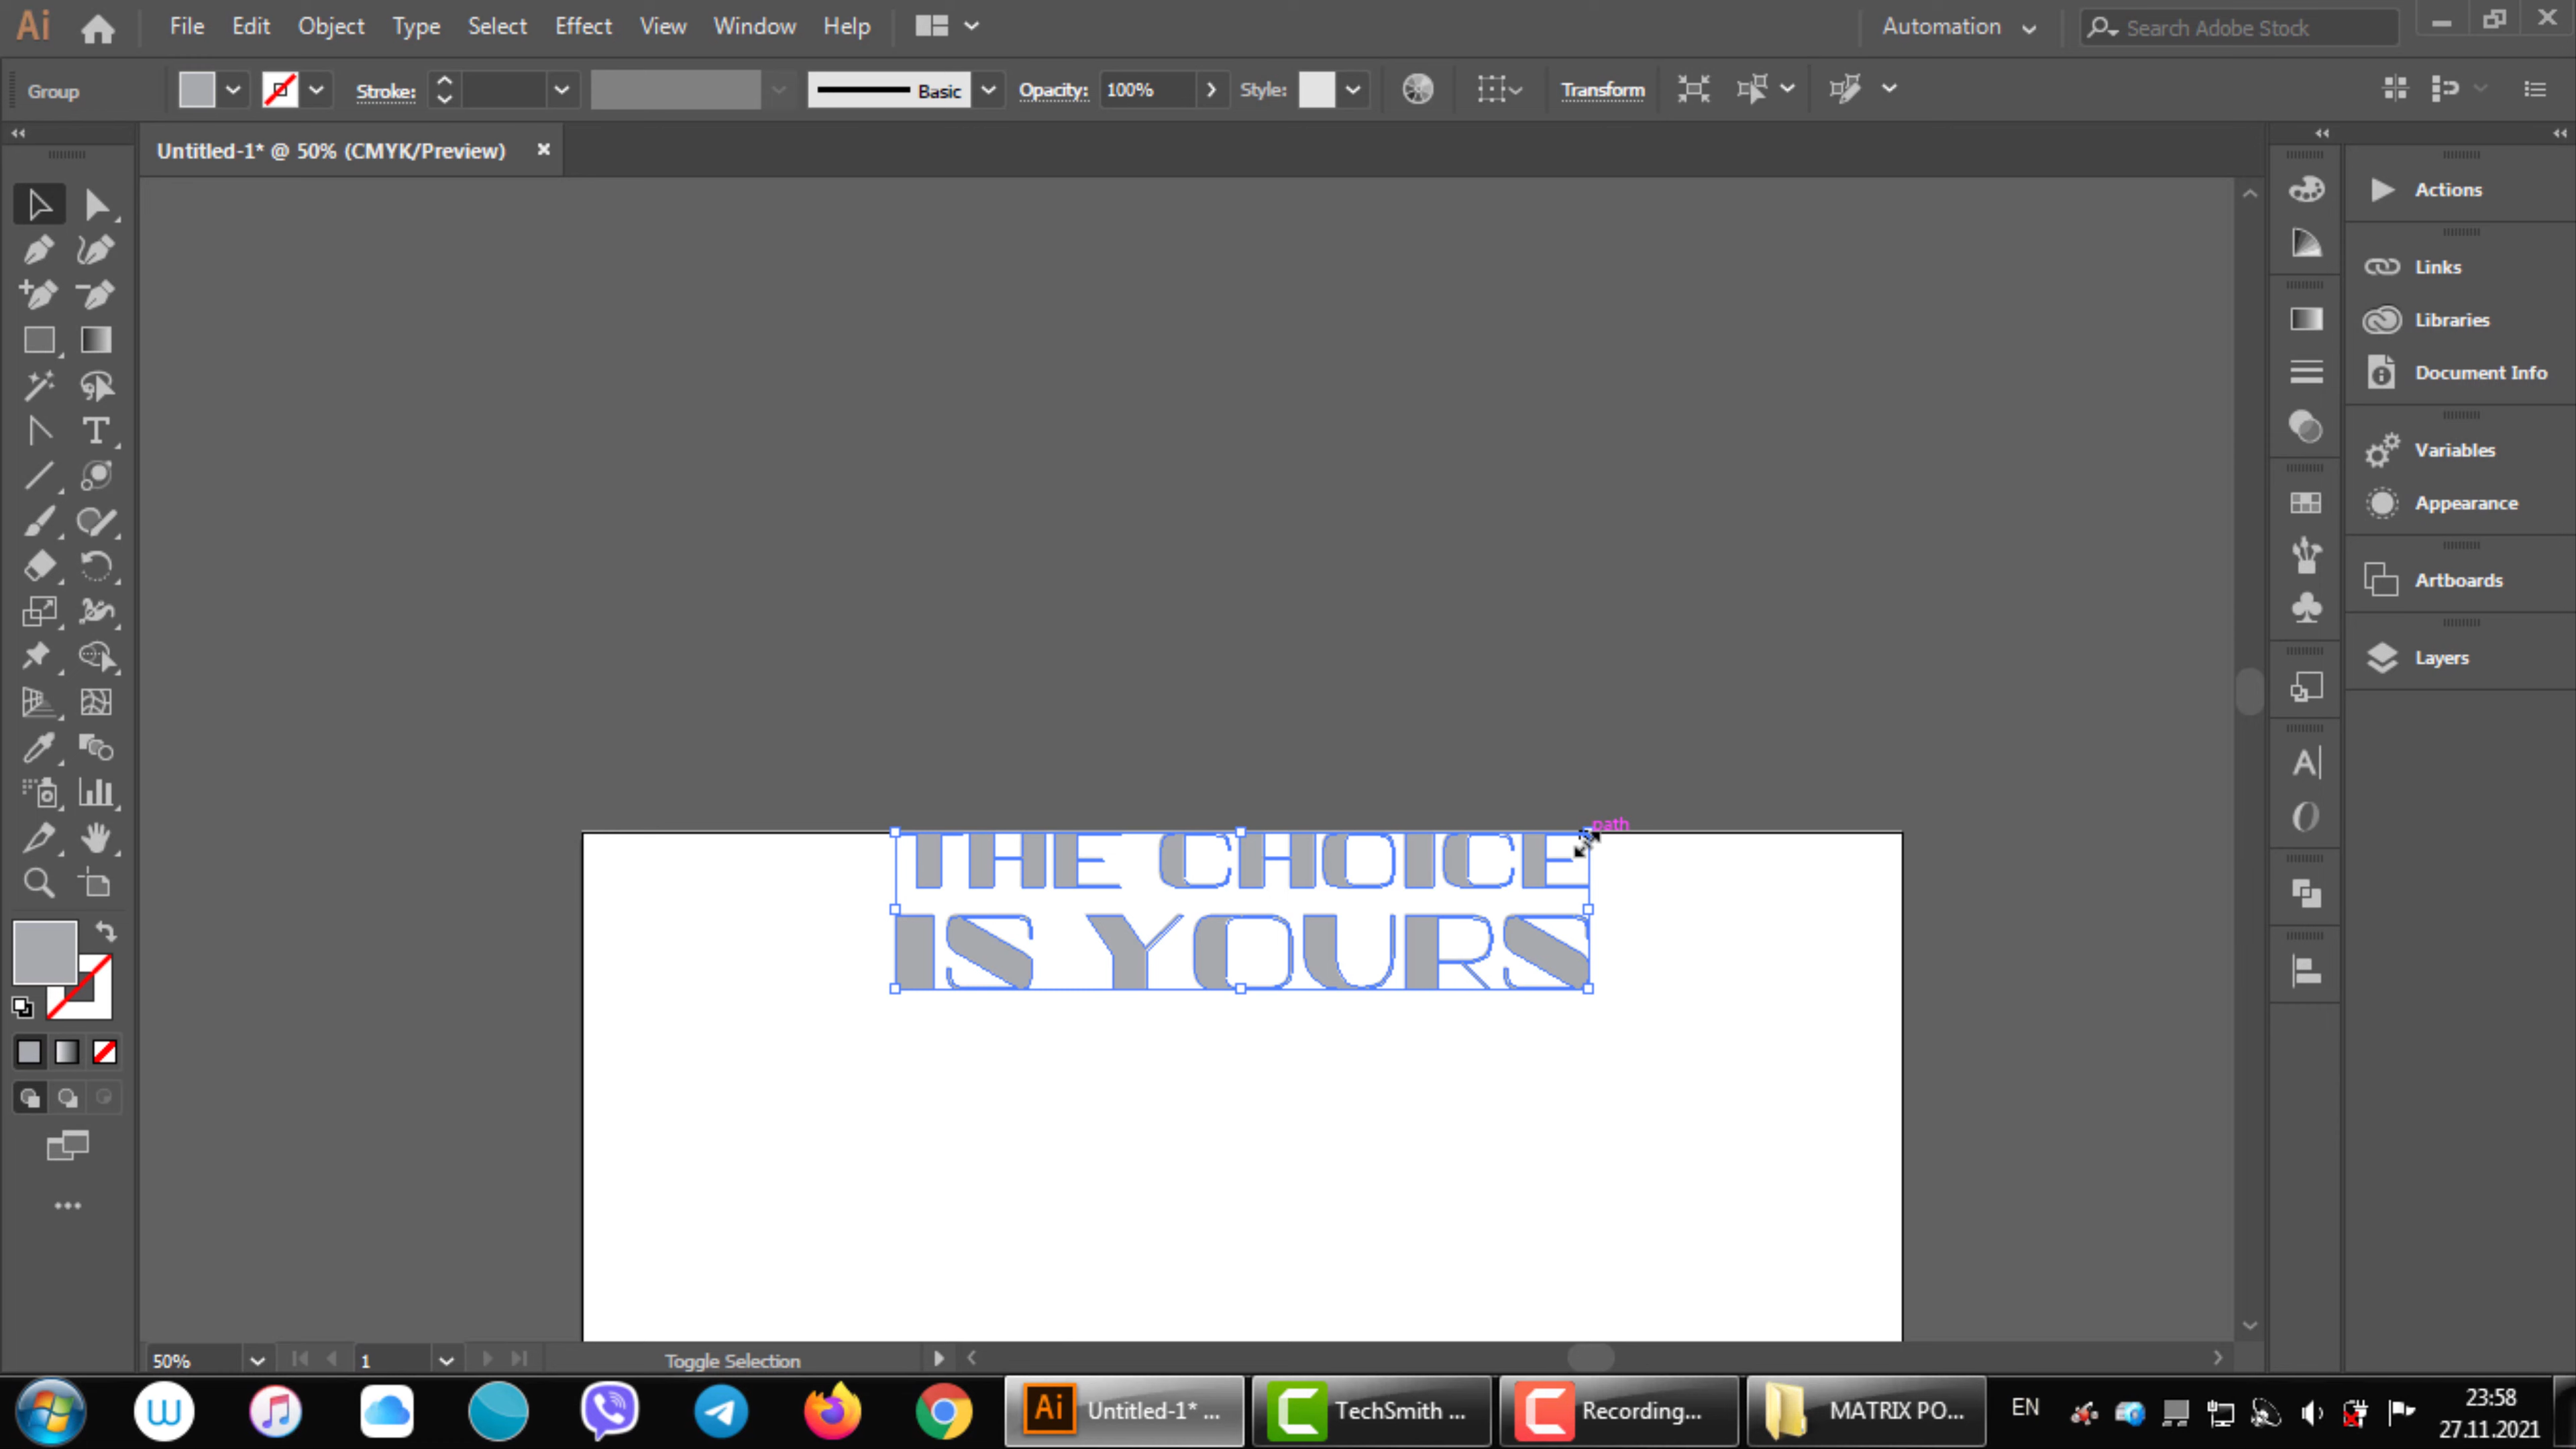 Ai File Edit Object Type Select Effect View Window Help Automation Search Adobe Stock
Group Stroke: Basic Opacity: 100% Style: Transform
Untitled-1* @ 50% (CMYK/Preview)
Actions
Links
Libraries
Document Info
Variables
Appearance
Artboards
Layers
path
THE CHOICE
IS YOURS
50% 1 Toggle Selection
Ai Untitled-1* ... TechSmith ... Recording... MATRIX PO... EN 23:58
27.11.2021